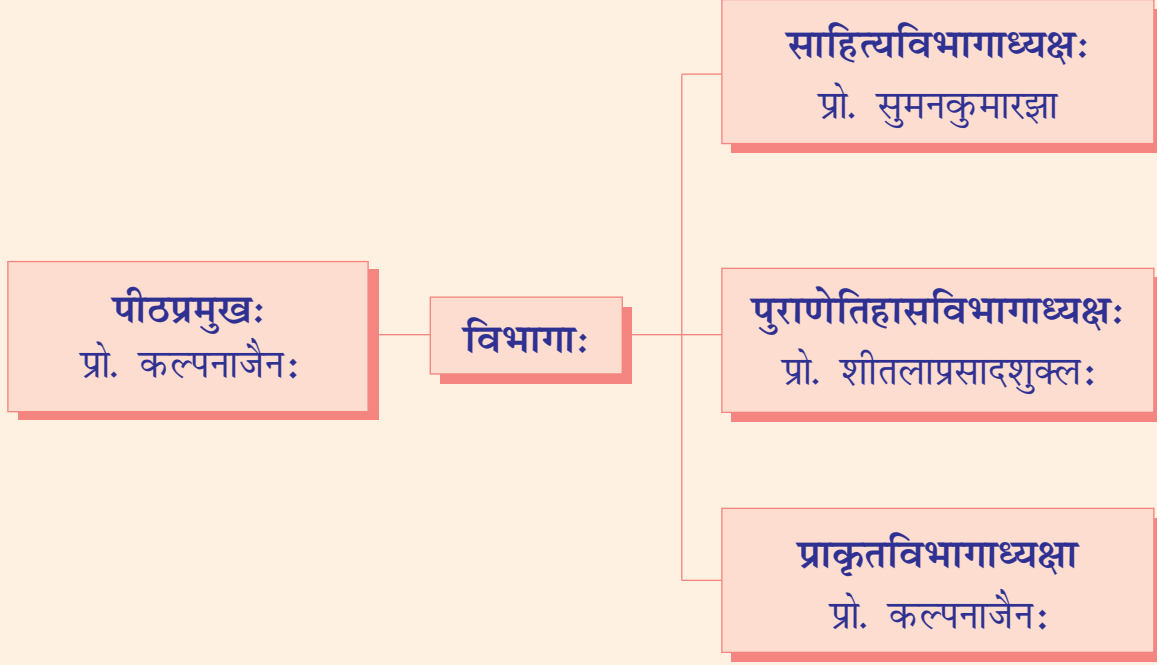 पीठप्रमुखः
प्रो. कल्पनाजैनः
विभागाः
साहित्यविभागाध्यक्षः
प्रो. सुमनकुमारझा
पुराणेतिहासविभागाध्यक्षः
प्रो. शीतलाप्रसादशुक्लः
प्राकृतविभागाध्यक्षा
प्रो. कल्पनाजैनः